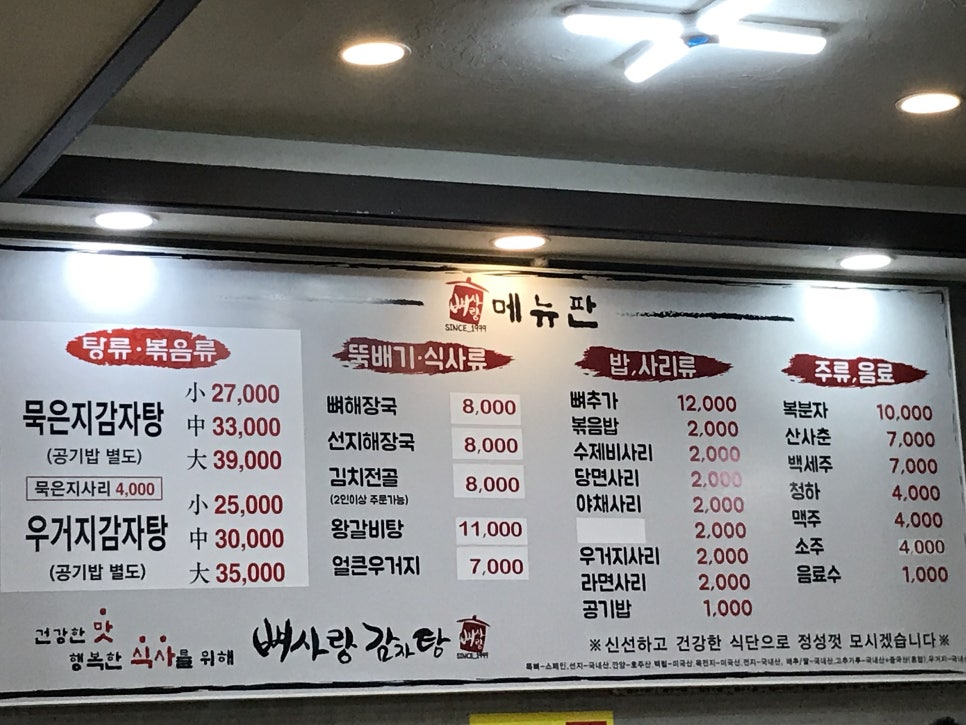 뼈사랑
SINCE_1999
메뉴판
탕류·볶음류
묵은지감자탕
(공기밥 별도)
小 27,000
中 33,000
大 39,000
묵은지사리 4,000
우거지감자탕
(공기밥 별도)
小 25,000
中 30,000
大 35,000
뚝배기·식사류
뼈해장국 8,000
선지해장국 8,000
김치전골 8,000
(2인이상 주문가능)
왕갈비탕 11,000
얼큰우거지 7,000
밥,사리류
뼈추가 12,000
볶음밥 2,000
수제비사리 2,000
당면사리 2,000
야채사리 2,000
2,000
우거지사리 2,000
라면사리 2,000
공기밥 1,000
주류,음료
복분자 10,000
산사춘 7,000
백세주 7,000
청하 4,000
맥주 4,000
소주 4,000
음료수 1,000
건강한 맛
행복한 식사를 위해
뼈사랑 감자탕
뼈사랑
SINCE_1999
※신선하고 건강한 식단으로 정성껏 모시겠습니다※